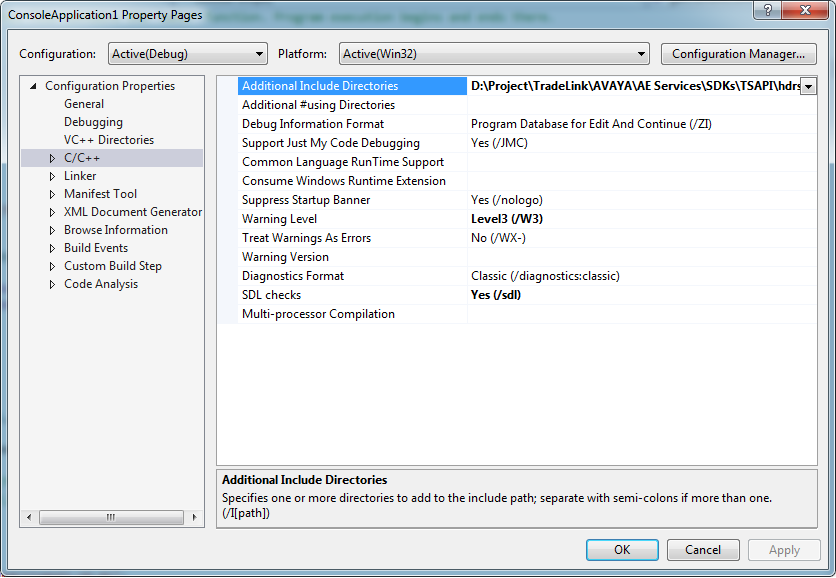 ConsoleApplication1 Property Pages
Configuration: Active(Debug) Platform: Active(Win32) Configuration Manager...
Configuration Properties
General
Debugging
VC++ Directories
C/C++
Linker
Manifest Tool
XML Document Generator
Browse Information
Build Events
Custom Build Step
Code Analysis
Additional Include Directories D:\Project\TradeLink\AVAYA\AE Services\SDKs\TSAPI\hdrs
Additional #using Directories
Debug Information Format Program Database for Edit And Continue (/ZI)
Support Just My Code Debugging Yes (/JMC)
Common Language RunTime Support
Consume Windows Runtime Extension
Suppress Startup Banner Yes (/nologo)
Warning Level Level3 (/W3)
Treat Warnings As Errors No (/WX-)
Warning Version
Diagnostics Format Classic (/diagnostics:classic)
SDL checks Yes (/sdl)
Multi-processor Compilation
Additional Include Directories
Specifies one or more directories to add to the include path; separate with semi-colons if more than one.
(/I[path])
OK Cancel Apply